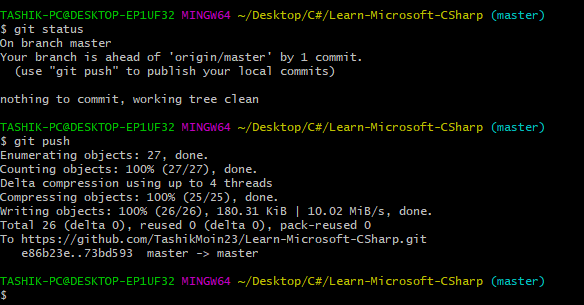 TASHIK-PC@DESKTOP-EP1UF32 MINGW64 ~/Desktop/C#/Learn-Microsoft-CSharp (master)
$ git status
On branch master
Your branch is ahead of 'origin/master' by 1 commit.
  (use "git push" to publish your local commits)

nothing to commit, working tree clean

TASHIK-PC@DESKTOP-EP1UF32 MINGW64 ~/Desktop/C#/Learn-Microsoft-CSharp (master)
$ git push
Enumerating objects: 27, done.
Counting objects: 100% (27/27), done.
Delta compression using up to 4 threads
Compressing objects: 100% (25/25), done.
Writing objects: 100% (26/26), 180.31 KiB | 10.02 MiB/s, done.
Total 26 (delta 0), reused 0 (delta 0), pack-reused 0
To https://github.com/TashikMoin23/Learn-Microsoft-CSharp.git
   e86b23e..73bd593  master -> master

TASHIK-PC@DESKTOP-EP1UF32 MINGW64 ~/Desktop/C#/Learn-Microsoft-CSharp (master)
$